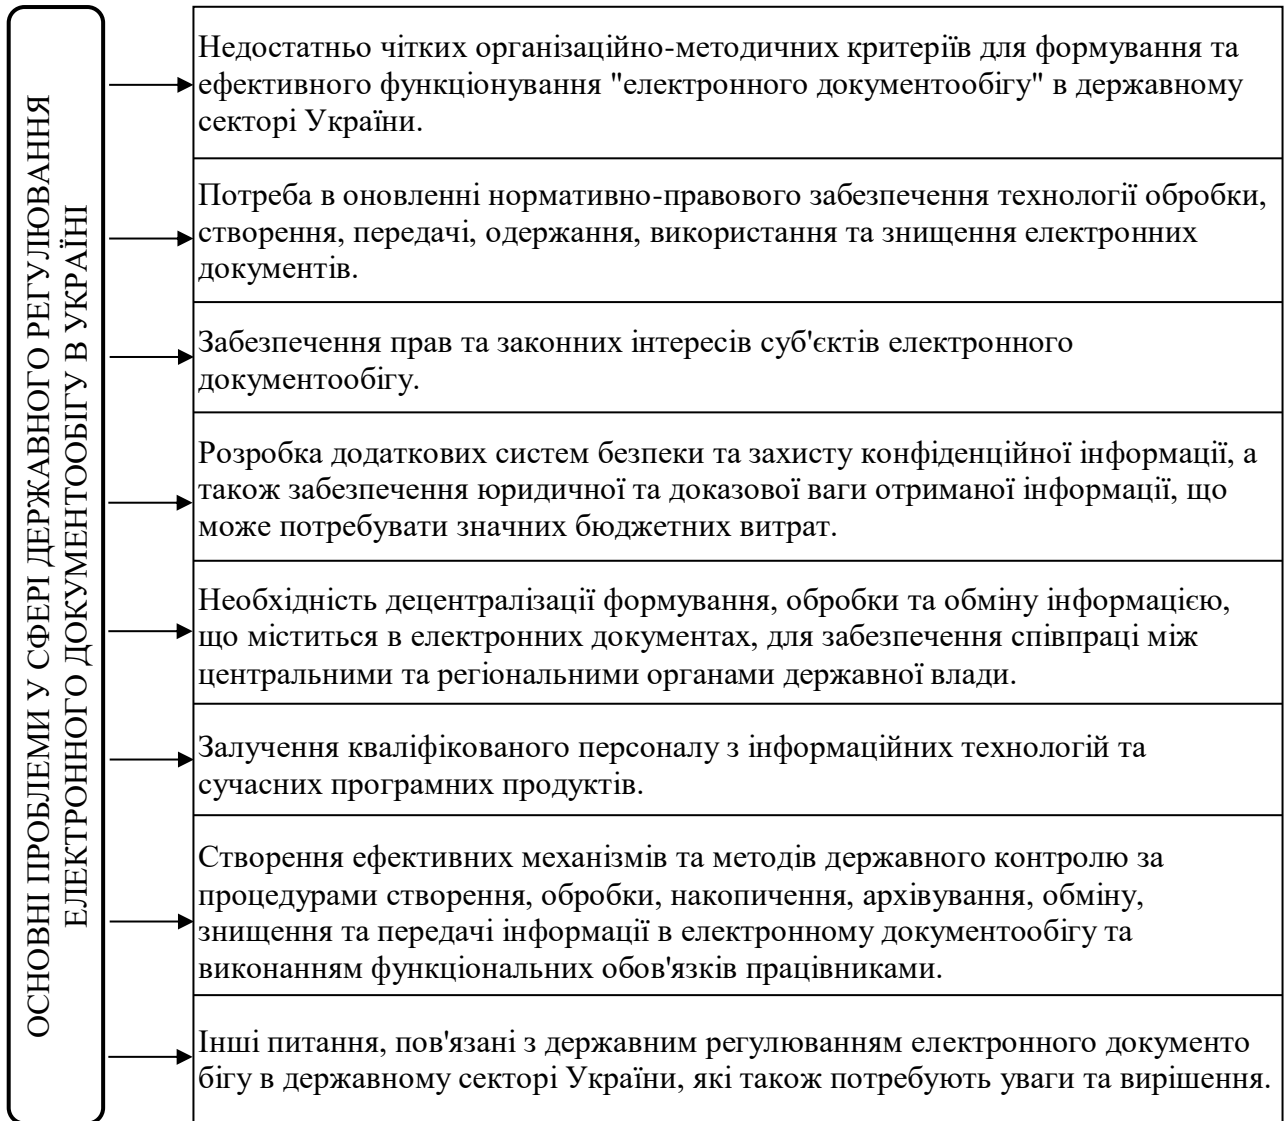 ОСНОВНІ ПРОБЛЕМИ У СФЕРІ ДЕРЖАВНОГО РЕГУЛЮВАННЯ
ЕЛЕКТРОННОГО ДОКУМЕНТООБІГУ В УКРАЇНІ
Недостатньо чітких організаційно-методичних критеріїв для формування та
ефективного функціонування "електронного документообігу" в державному
секторі України.
Потреба в оновленні нормативно-правового забезпечення технології обробки,
створення, передачі, одержання, використання та знищення електронних
документів.
Забезпечення прав та законних інтересів суб'єктів електронного
документообігу.
Розробка додаткових систем безпеки та захисту конфіденційної інформації, а
також забезпечення юридичної та доказової ваги отриманої інформації, що
може потребувати значних бюджетних витрат.
Необхідність децентралізації формування, обробки та обміну інформацією,
що міститься в електронних документах, для забезпечення співпраці між
центральними та регіональними органами державної влади.
Залучення кваліфікованого персоналу з інформаційних технологій та
сучасних програмних продуктів.
Створення ефективних механізмів та методів державного контролю за
процедурами створення, обробки, накопичення, архівування, обміну,
знищення та передачі інформації в електронному документообігу та
виконанням функціональних обов'язків працівниками.
Інші питання, пов'язані з державним регулюванням електронного документо
бігу в державному секторі України, які також потребують уваги та вирішення.